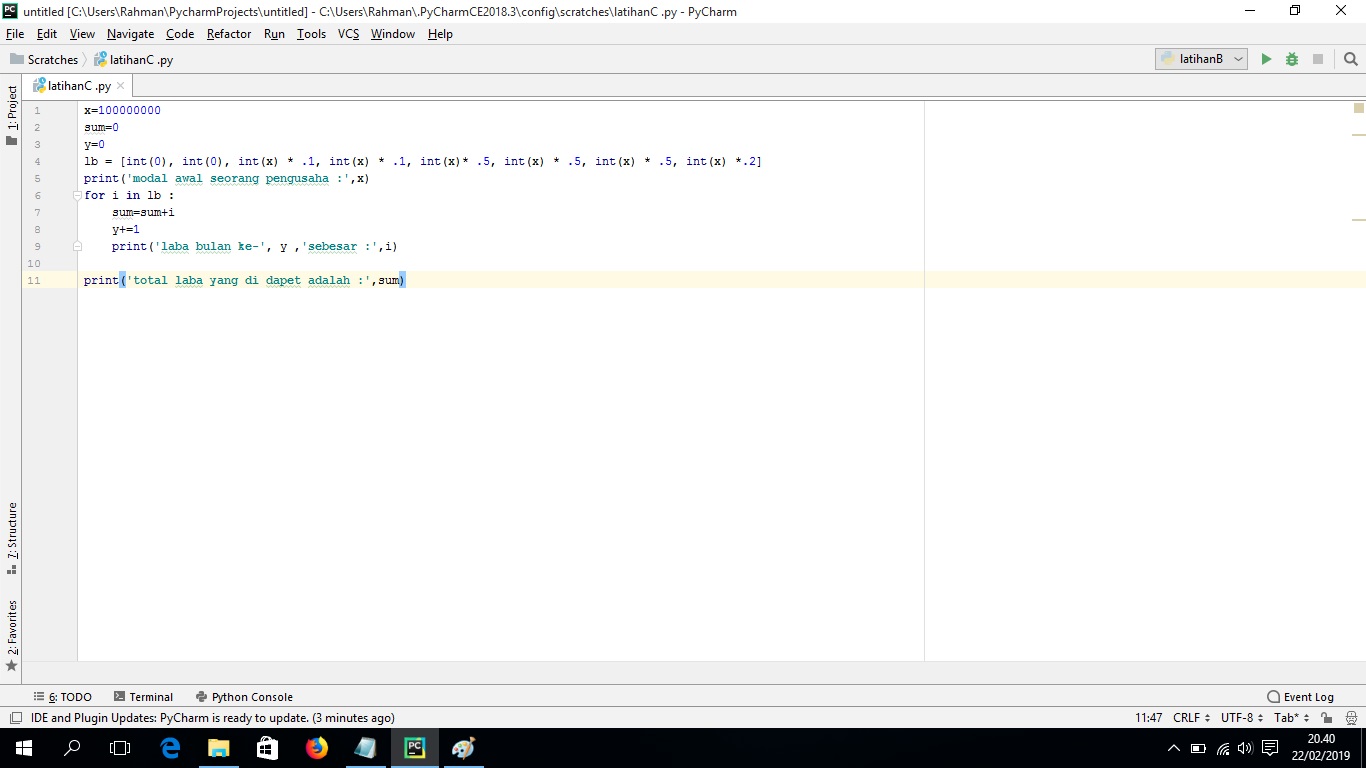 untitled [C:\Users\Rahman\PycharmProjects\untitled] - C:\Users\Rahman\.PyCharmCE2018.3\config\scratches\latihanC .py - PyCharm
File Edit View Navigate Code Refactor Run Tools VCS Window Help
Scratches latihanC .py latihanB
latihanC .py
1: Project
1 x=100000000
2 sum=0
3 y=0
4 lb = [int(0), int(0), int(x) * .1, int(x) * .1, int(x)* .5, int(x) * .5, int(x) * .5, int(x) *.2]
5 print('modal awal seorang pengusaha :',x)
6 for i in lb :
7 sum=sum+i
8 y+=1
9 print('laba bulan ke-', y ,'sebesar :',i)
10
11 print('total laba yang di dapet adalah :',sum)
7: Structure
2: Favorites
6: TODO Terminal Python Console Event Log
IDE and Plugin Updates: PyCharm is ready to update. (3 minutes ago) 11:47 CRLF UTF-8 Tab*
PC
20.40
22/02/2019